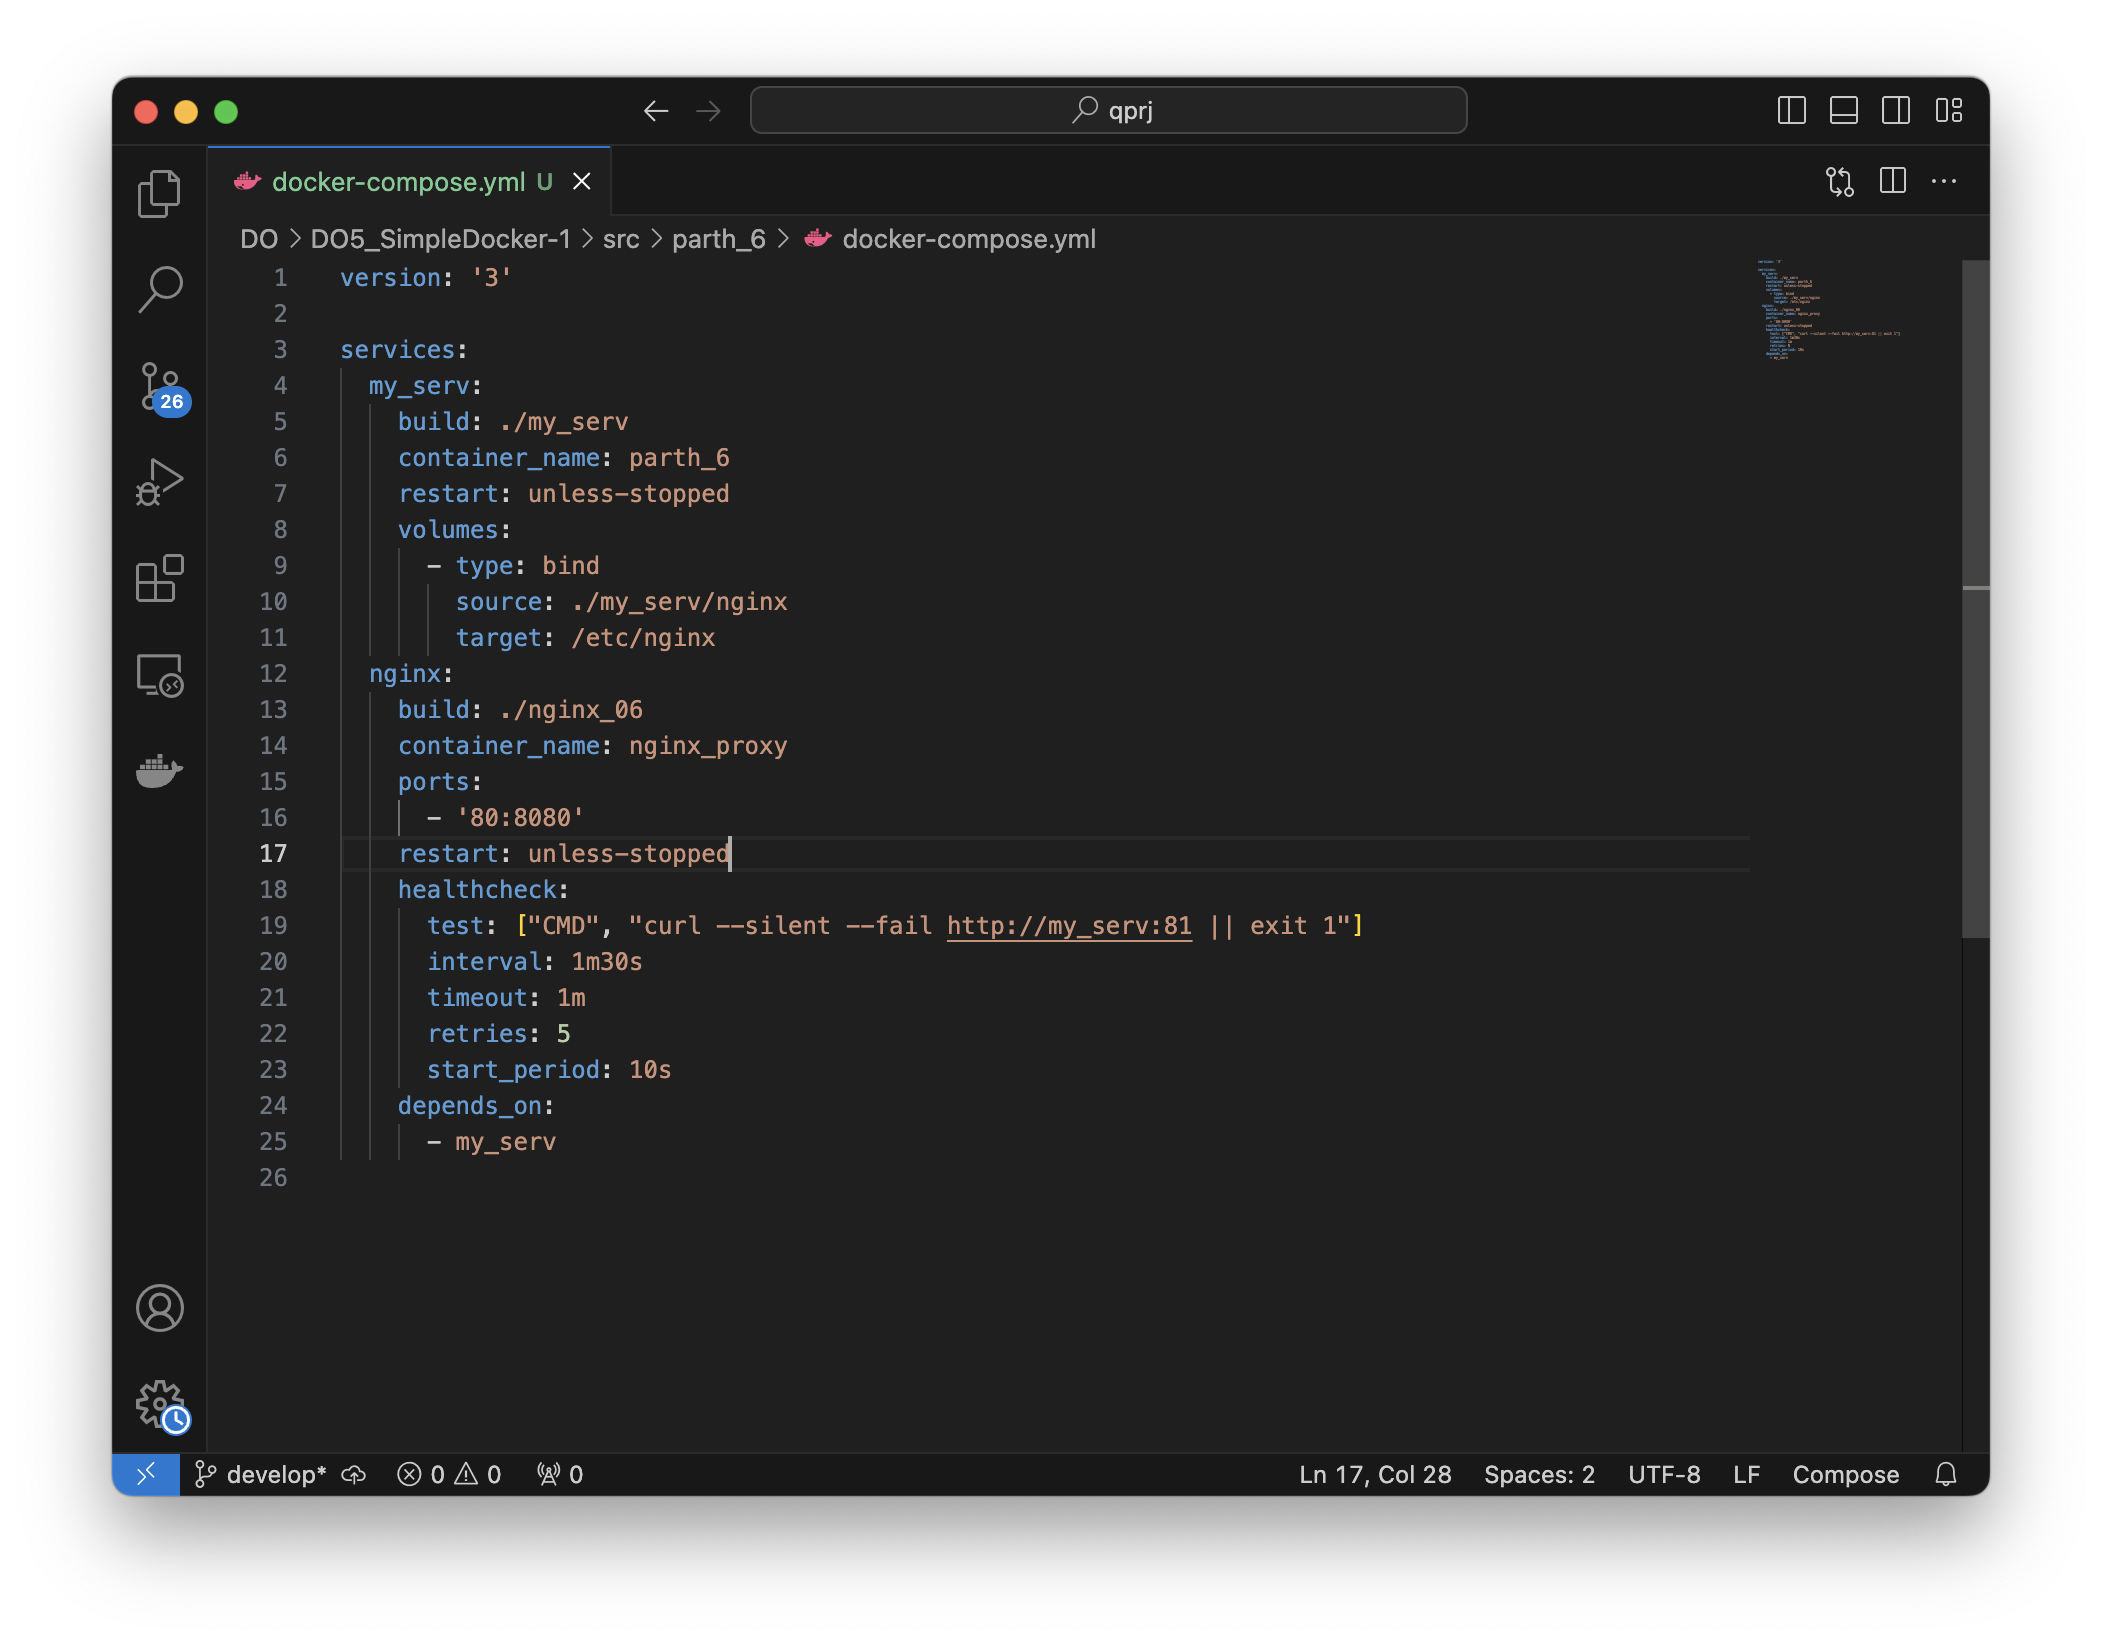 qprj
docker-compose.yml U
DO > DO5_SimpleDocker-1 > src > parth_6 > docker-compose.yml
1 version: '3'
2
3 services:
4   my_serv:
5     build: ./my_serv
6     container_name: parth_6
7     restart: unless-stopped
8     volumes:
9       - type: bind
10         source: ./my_serv/nginx
11         target: /etc/nginx
12   nginx:
13     build: ./nginx_06
14     container_name: nginx_proxy
15     ports:
16       - '80:8080'
17     restart: unless-stopped
18     healthcheck:
19       test: ["CMD", "curl --silent --fail http://my_serv:81 || exit 1"]
20       interval: 1m30s
21       timeout: 1m
22       retries: 5
23       start_period: 10s
24     depends_on:
25       - my_serv
26
26
develop* 0 0 0 Ln 17, Col 28 Spaces: 2 UTF-8 LF Compose